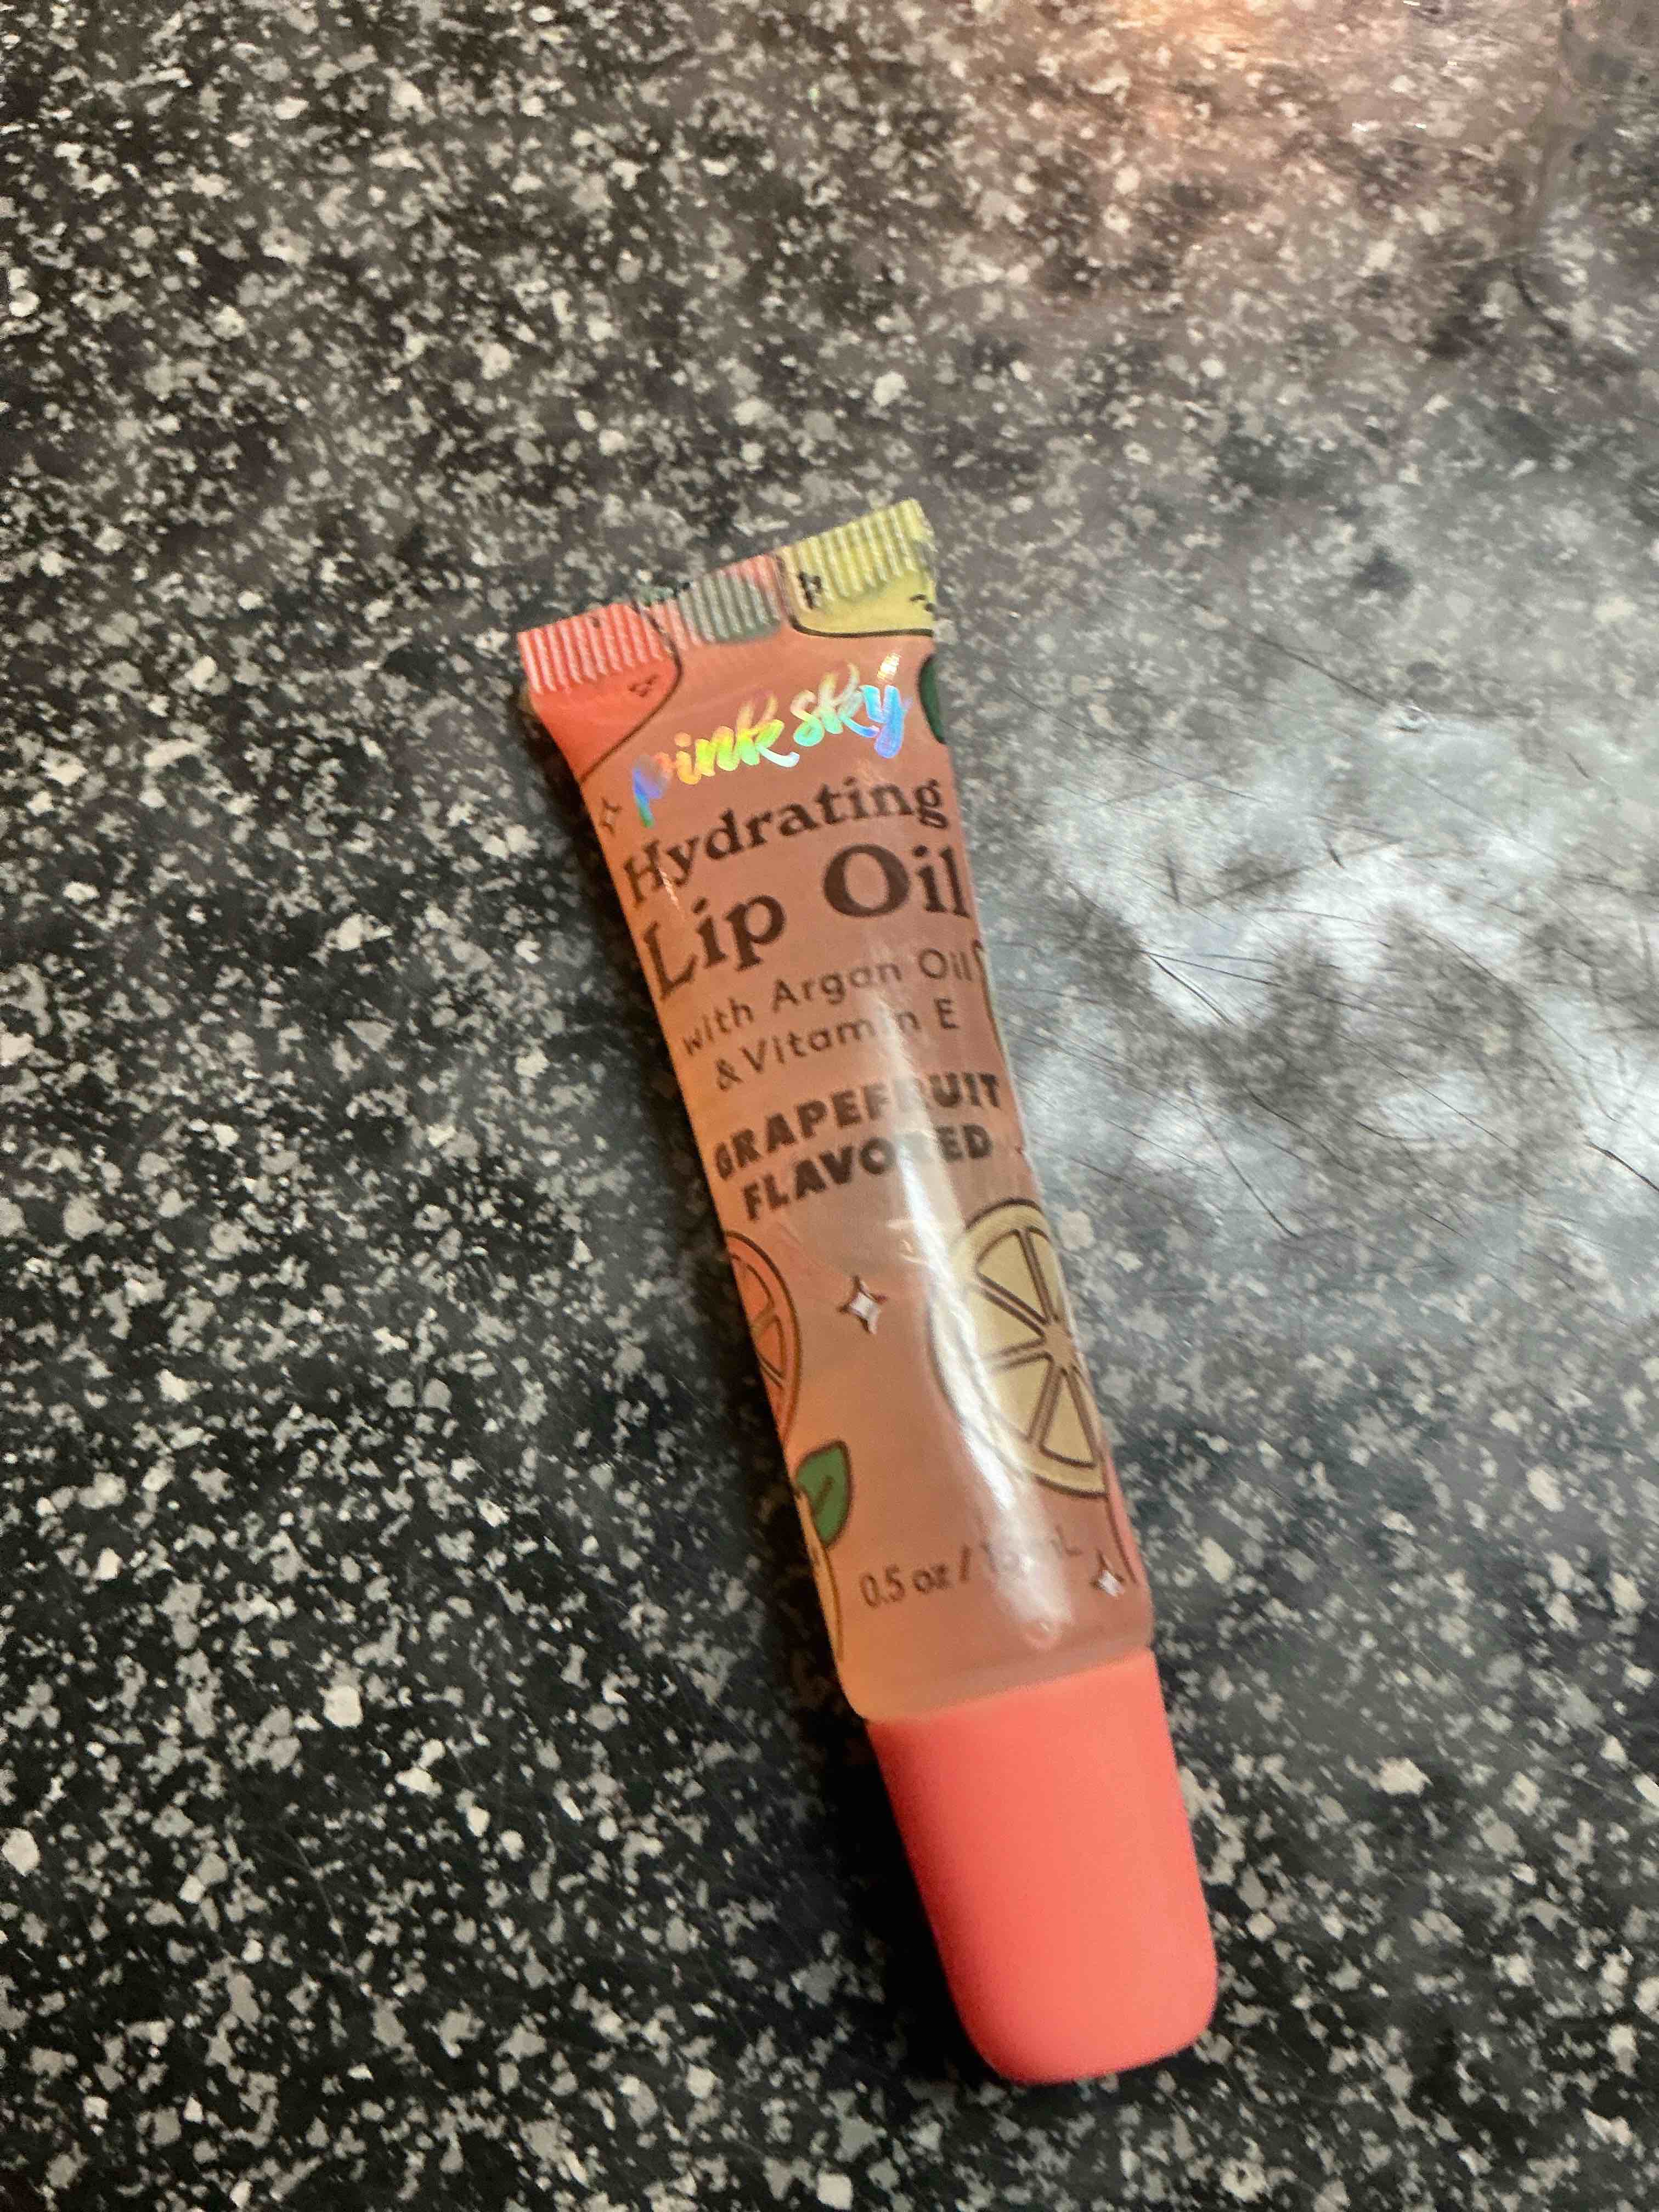 pink sky
Hydrating
Lip Oil
with Argan Oil
& Vitamin E
GRAPEFRUIT
FLAVORED
0.5 oz /